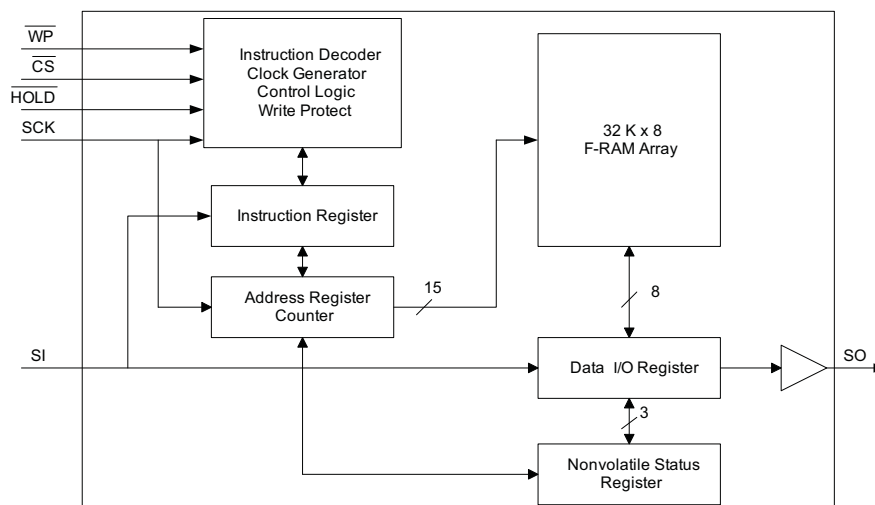 WP
CS
HOLD
SCK
Instruction Decoder
Clock Generator
Control Logic
Write Protect
32 K x 8
F-RAM Array
Instruction Register
Address Register
Counter
15
8
SI
Data I/O Register
SO
3
Nonvolatile Status
Register